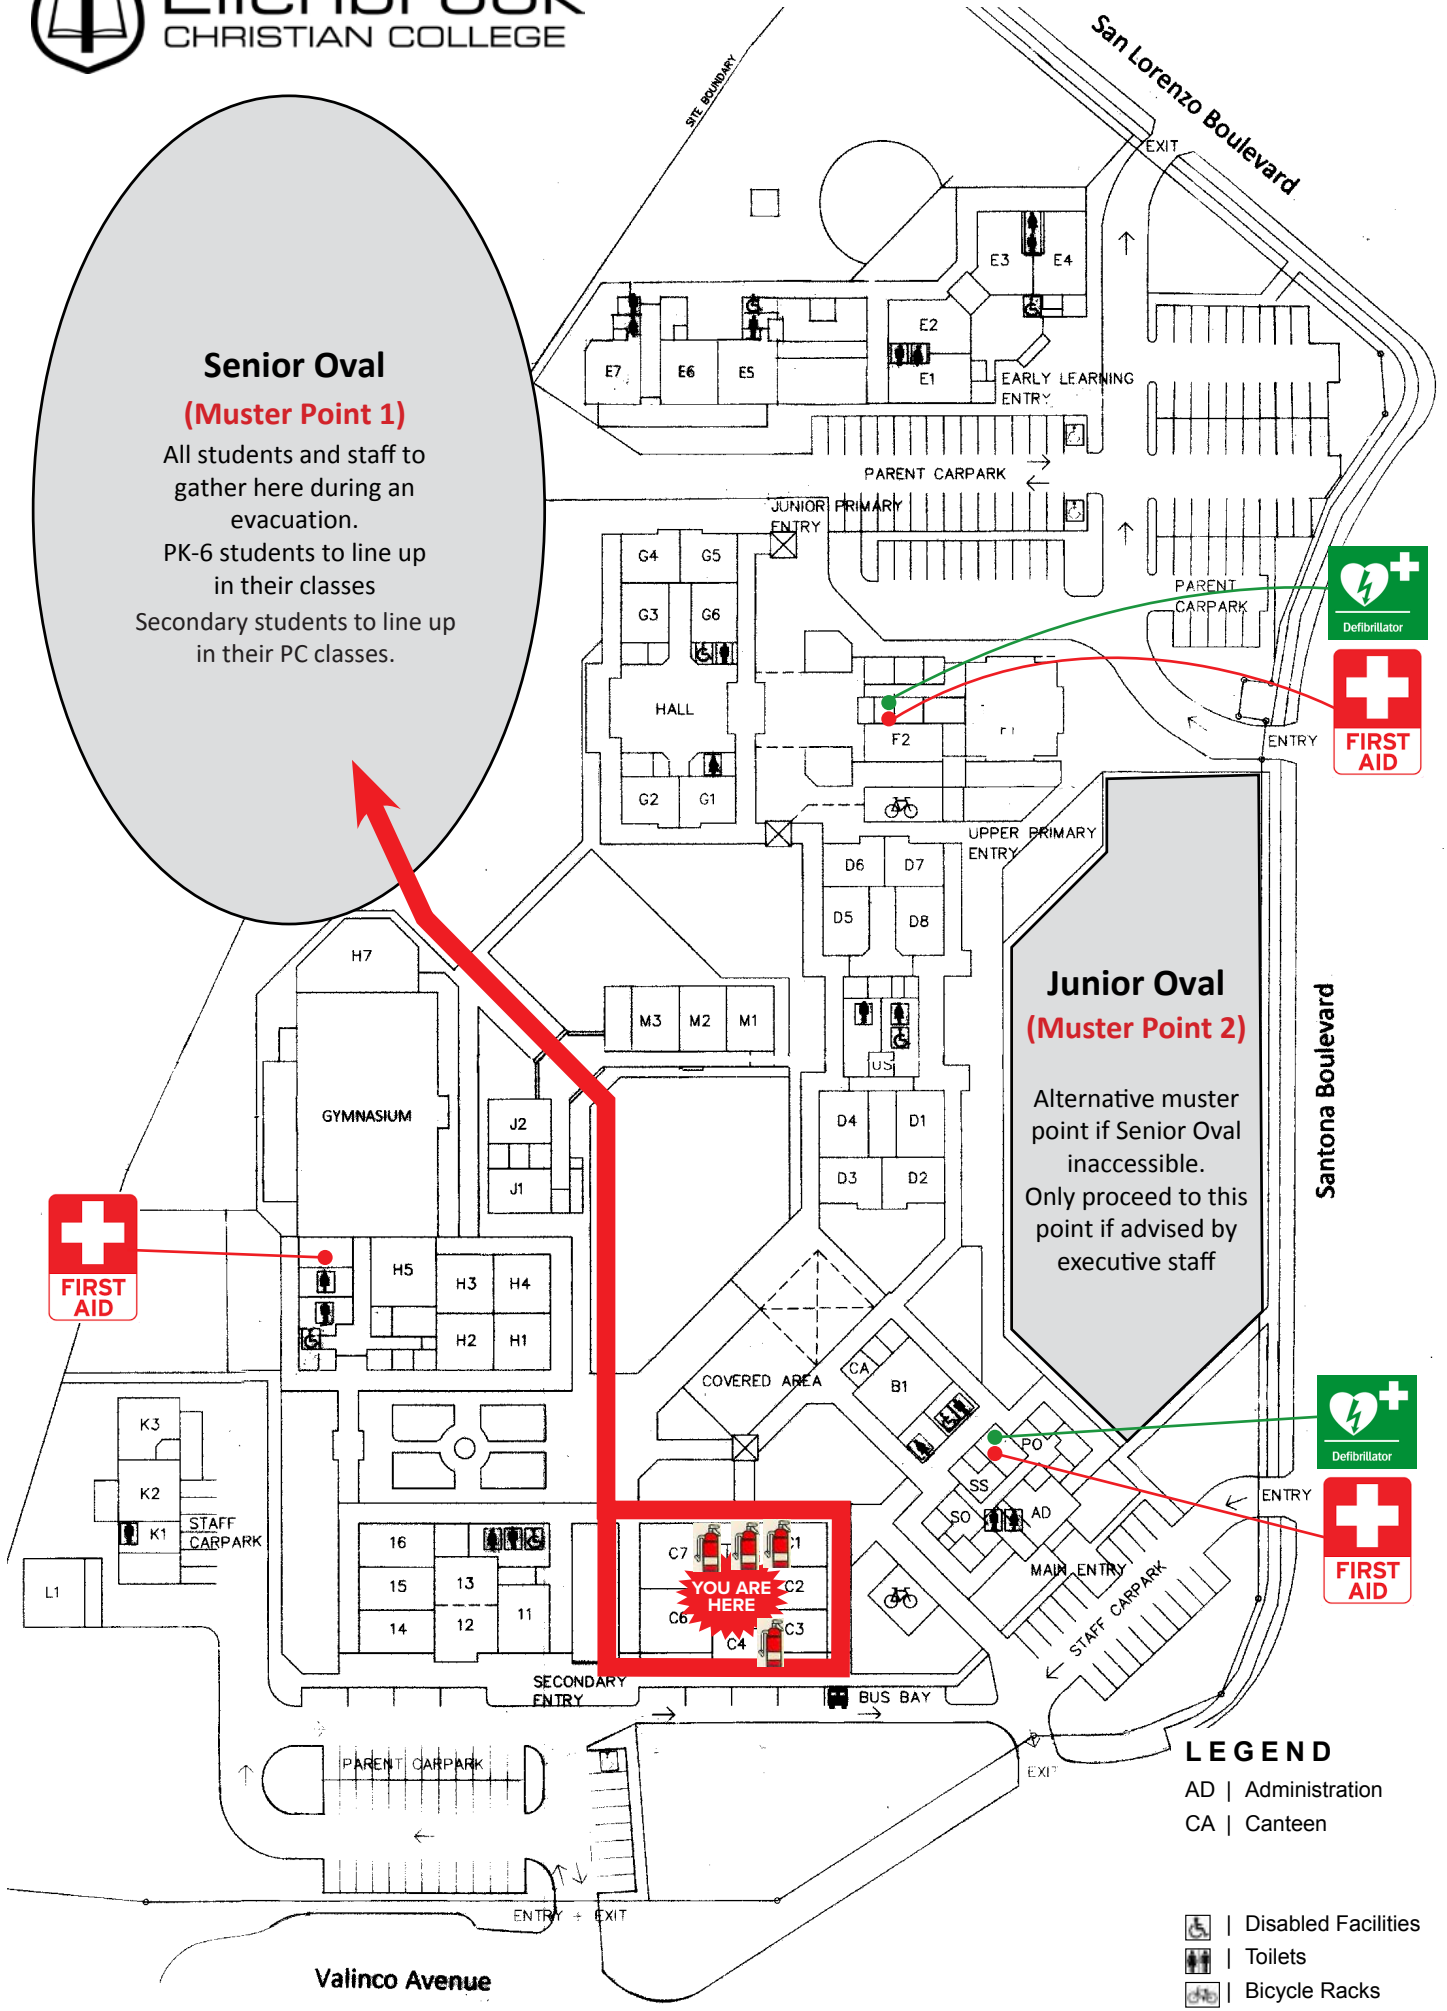 CHRISTIAN COLLEGE
San Lorenzo Boulevard
SITE BOUNDARY
EXIT
E3
E4
E2
E1
E7
E6
E5
EARLY LEARNING
ENTRY
Senior Oval
(Muster Point 1)
All students and staff to
gather here during an
evacuation.
PK-6 students to line up
in their classes
Secondary students to line up
in their PC classes.
PARENT CARPARK
JUNIOR PRIMARY
ENTRY
G4
G5
G3
G6
PARENT
CARPARK
Defibrillator
FIRST
AID
HALL
F2
F1
ENTRY
G2
G1
UPPER PRIMARY
ENTRY
D6
D7
D5
D8
H7
Junior Oval
(Muster Point 2)
Alternative muster
point if Senior Oval
inaccessible.
Only proceed to this
point if advised by
executive staff
Santona Boulevard
M3
M2
M1
US
GYMNASIUM
J2
J1
D4
D1
D3
D2
FIRST
AID
H5
H3
H4
H2
H1
COVERED AREA
CA
B1
K3
K2
K1
STAFF
CARPARK
L1
PO
SS
SO
AD
Defibrillator
ENTRY
FIRST
AID
MAIN ENTRY
STAFF CARPARK
16
15
14
13
12
11
C7
C1
C2
C6
C3
C4
YOU ARE
HERE
SECONDARY
ENTRY
BUS BAY
PARENT CARPARK
EXIT
ENTRY + EXIT
Valinco Avenue
LEGEND
AD | Administration
CA | Canteen
| Disabled Facilities
| Toilets
| Bicycle Racks